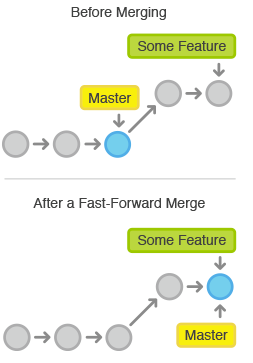 Before Merging
Some Feature
Master
After a Fast-Forward Merge
Some Feature
Master